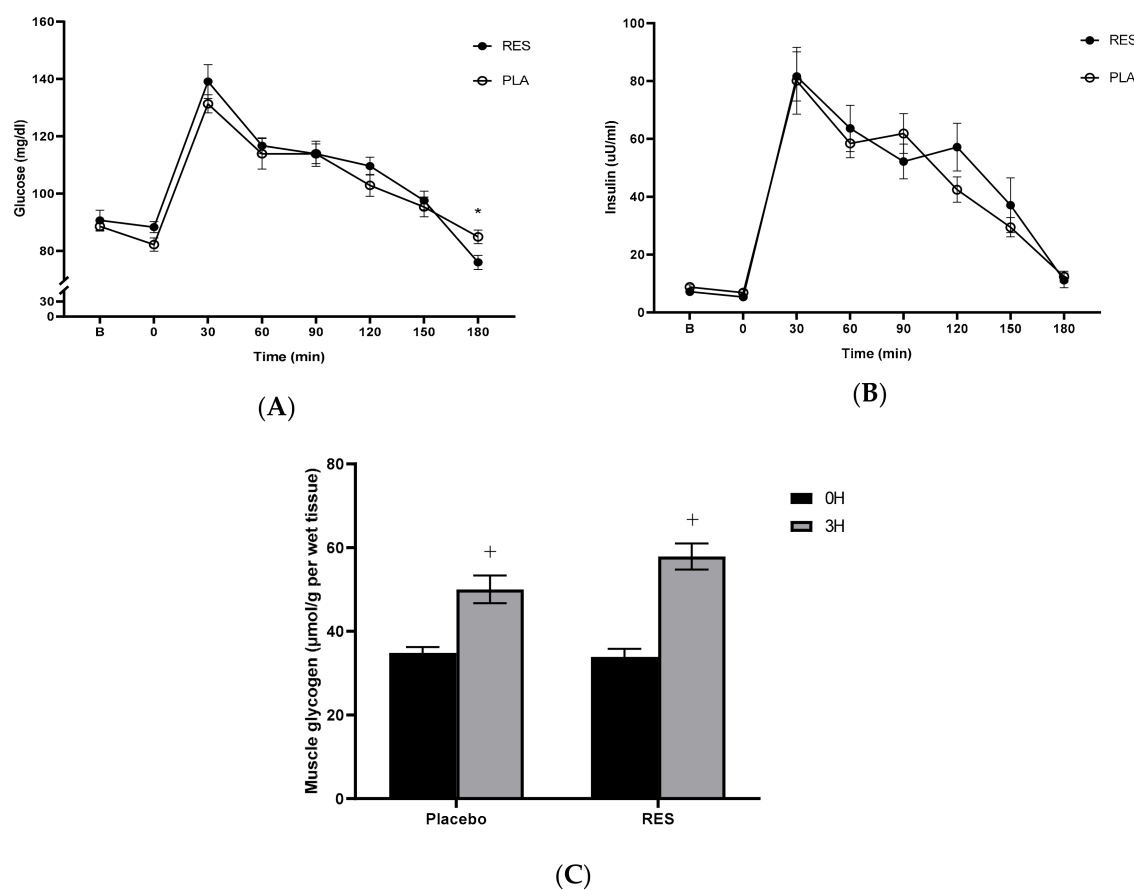 160
140
120
100
80
30
0
Glucose (mg/dl)
RES
PLA
*
B 0 30 60 90 120 150 180
Time (min)
(A)
100
80
60
40
20
0
Insulin (uU/ml)
RES
PLA
B 0 30 60 90 120 150 180
Time (min)
(B)
80
60
40
20
0
Muscle glycogen (µmol/g per wet tissue)
+
+
0H
3H
Placebo RES
(C)